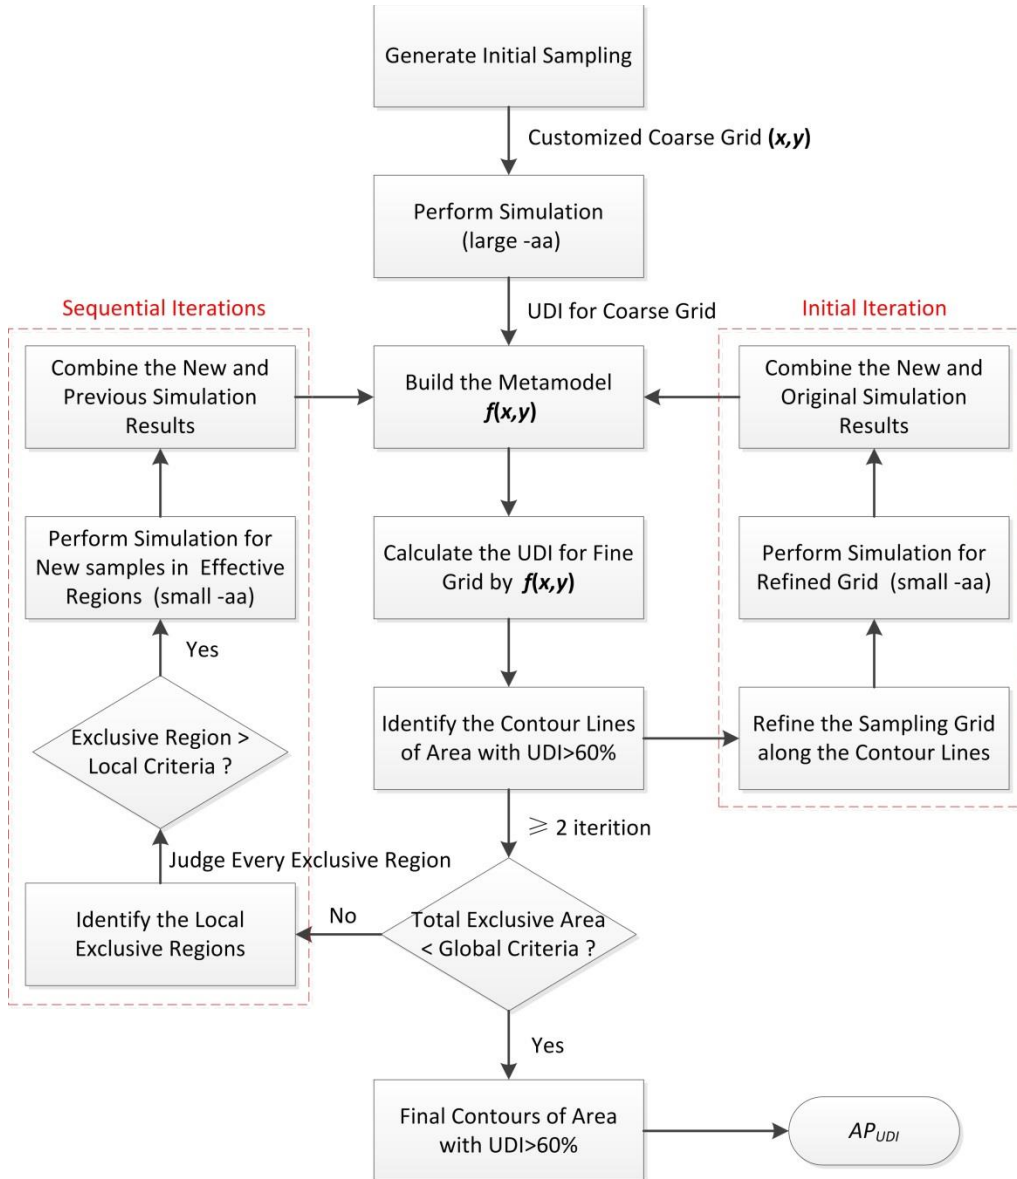 Generate Initial Sampling
Customized Coarse Grid (x,y)
Perform Simulation
(large -aa)
UDI for Coarse Grid
Sequential Iterations
Combine the New and
Previous Simulation
Results
Perform Simulation for
New samples in Effective
Regions (small -aa)
Yes
Exclusive Region >
Local Criteria ?
Judge Every Exclusive Region
Identify the Local
Exclusive Regions
No
Build the Metamodel
f(x,y)
Calculate the UDI for Fine
Grid by f(x,y)
Identify the Contour Lines
of Area with UDI>60%
⩾ 2 iterition
Total Exclusive Area
< Global Criteria ?
Yes
Final Contours of Area
with UDI>60%
APUDI
Initial Iteration
Combine the New and
Original Simulation
Results
Perform Simulation for
Refined Grid (small -aa)
Refine the Sampling Grid
along the Contour Lines